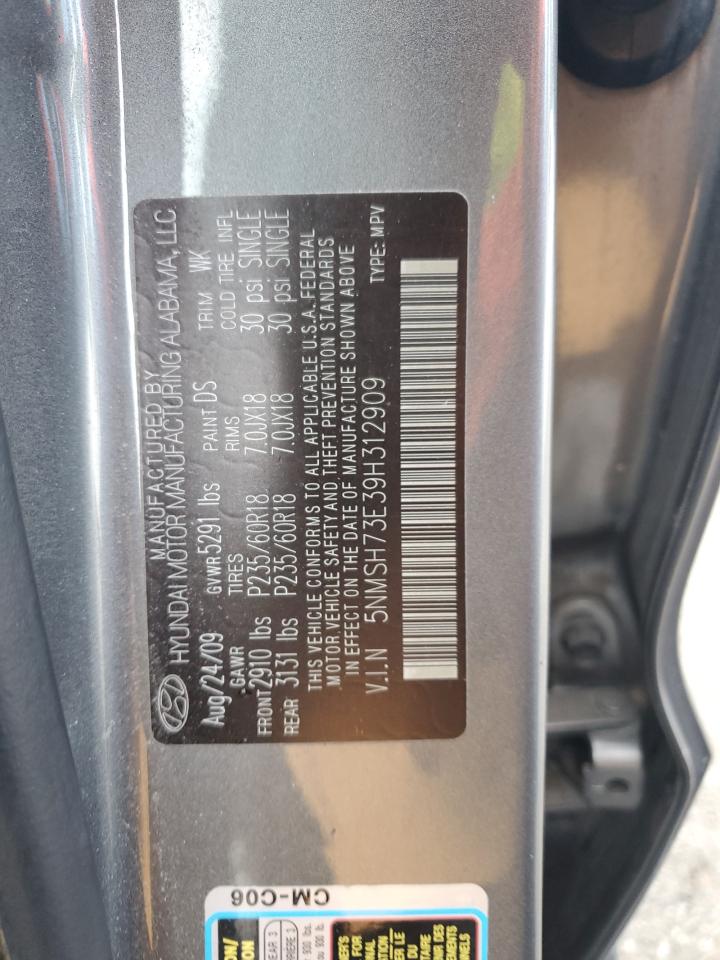 MANUFACTURED BY
HYUNDAI MOTOR MANUFACTURING ALABAMA, LLC
Aug/24/09 GVWR 5291 lbs PAINT DS TRIM WK
GAWR TIRES RIMS COLD TIRE INFL
FRONT 2910 lbs P235/60R18 7.0JX18 30 psi SINGLE
REAR 3131 lbs P235/60R18 7.0JX18 30 psi SINGLE
THIS VEHICLE CONFORMS TO ALL APPLICABLE U.S.A. FEDERAL
MOTOR VEHICLE SAFETY AND THEFT PREVENTION STANDARDS
IN EFFECT ON THE DATE OF MANUFACTURE SHOWN ABOVE
V.I.N 5NMSH73E39H312909 TYPE: MPV
CM-C06